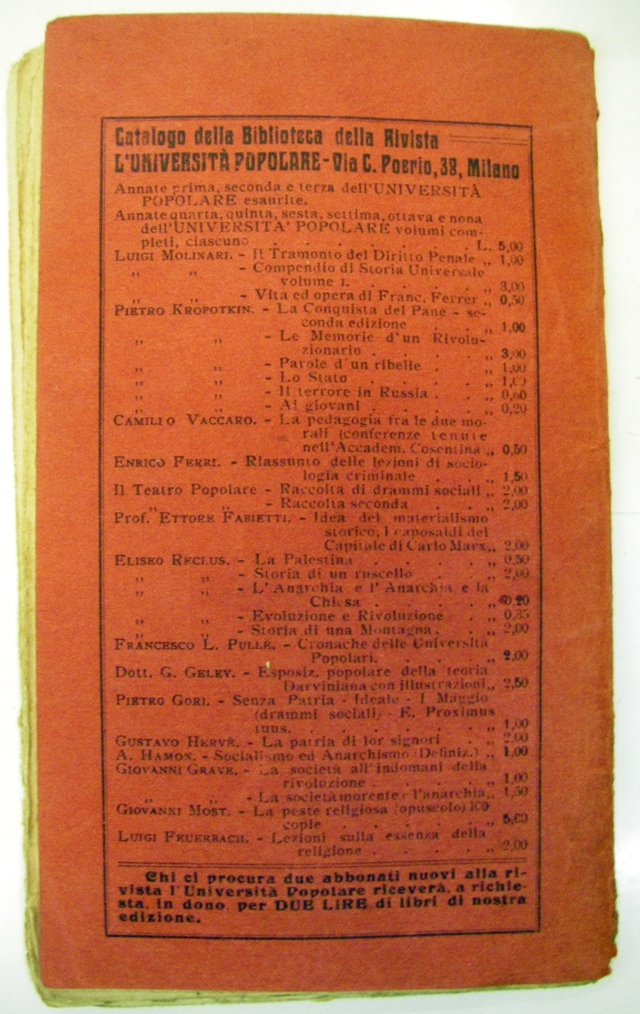 Catalogo della Biblioteca della Rivista
L'UNIVERSITÀ POPOLARE - Via C. Poerio, 38, Milano
Annate prima, seconda e terza dell'UNIVERSITÀ
POPOLARE esaurite.
Annate quarta, quinta, sesta, settima, ottava e nona
dell'UNIVERSITA' POPOLARE volumi com-
pleti, ciascuno . . . . . . . L. 5,00
LUIGI MOLINARI. - Il Tramonto del Diritto Penale „ 1,00
„ „ - Compendio di Storia Universale
volume I. . . . . . „ 3,00
„ „ - Vita ed opera di Franc. Ferrer „ 0,50
PIETRO KROPOTKIN. - La Conquista del Pane - se-
conda edizione . . . „ 1,00
„ „ - Le Memorie d'un Rivolu-
zionario . . . . . „ 3,00
„ „ - Parole d'un ribelle . . „ 1,00
„ „ - Lo Stato . . . . . „ 1,00
„ „ - Il terrore in Russia . . „ 0,60
„ „ - Ai giovani . . . . . „ 0,20
CAMILLO VACCARO. - La pedagogia fra le due mo-
rali (conferenze tenute
nell'Accadem. Cosentina „ 0,50
ENRICO FERRI. - Riassunto delle lezioni di socio-
logia criminale . . . „ 1,50
Il Teatro Popolare - Raccolta di drammi sociali „ 2,00
„ „ - Raccolta seconda . . „ 2,00
Prof. ETTORE FABIETTI. - Idea del materialismo
storico, I caposaldi del
Capitale di Carlo Marx „ 2,00
ELISEO RECLUS. - La Palestina . . . . „ 0,50
„ „ - Storia di un ruscello . . „ 2,00
„ „ - L'Anarchia e l'Anarchia e la
Chiesa . . . . . „ 0,20
„ „ - Evoluzione e Rivoluzione . „ 0,35
„ „ - Storia di una Montagna . . „ 2,00
FRANCESCO L. PULLÉ. - Cronache delle Università
Popolari. . . . . „ 2,00
Dott. G. GELEY. - Esposiz. popolare della teoria
Darviniana con illustrazioni „ 2,50
PIETRO GORI. - Senza Patria - Ideale - I Maggio
(drammi sociali) - E. Proximus
tuus. . . . . . . „ 1,00
GUSTAVO HERVÈ. - La patria di lor signori . . „ 2,00
A. HAMON. - Socialismo ed Anarchismo (Definiz.) „ 1,00
GIOVANNI GRAVE. - La società all'indomani della
rivoluzione . . . . „ 1,00
„ „ - La società morente e l'anarchia „ 1,50
GIOVANNI MOST. - La peste religiosa (opuscolo) 100
copie . . . . . . „ 5,00
LUIGI FEUERBACH. - Lezioni sulla essenza della
religione . . . . . „ 2,00
Chi ci procura due abbonati nuovi alla ri-
vista l'Università Popolare riceverà, a richie-
sta, in dono, per DUE LIRE di libri di nostra
edizione.